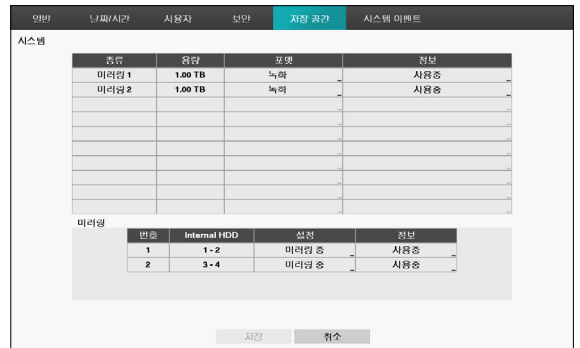 일반 날짜/시간 사용자 보안 저장 공간 시스템 이벤트
시스템
종류 용량 포맷 정보
미러링 1 1.00 TB 녹화 ... 사용중 ...
미러링 2 1.00 TB 녹화 ... 사용중 ...
미러링
번호 Internal HDD 설정 정보
1 1 - 2 미러링 중 ... 사용중 ...
2 3 - 4 미러링 중 ... 사용중 ...
저장 취소